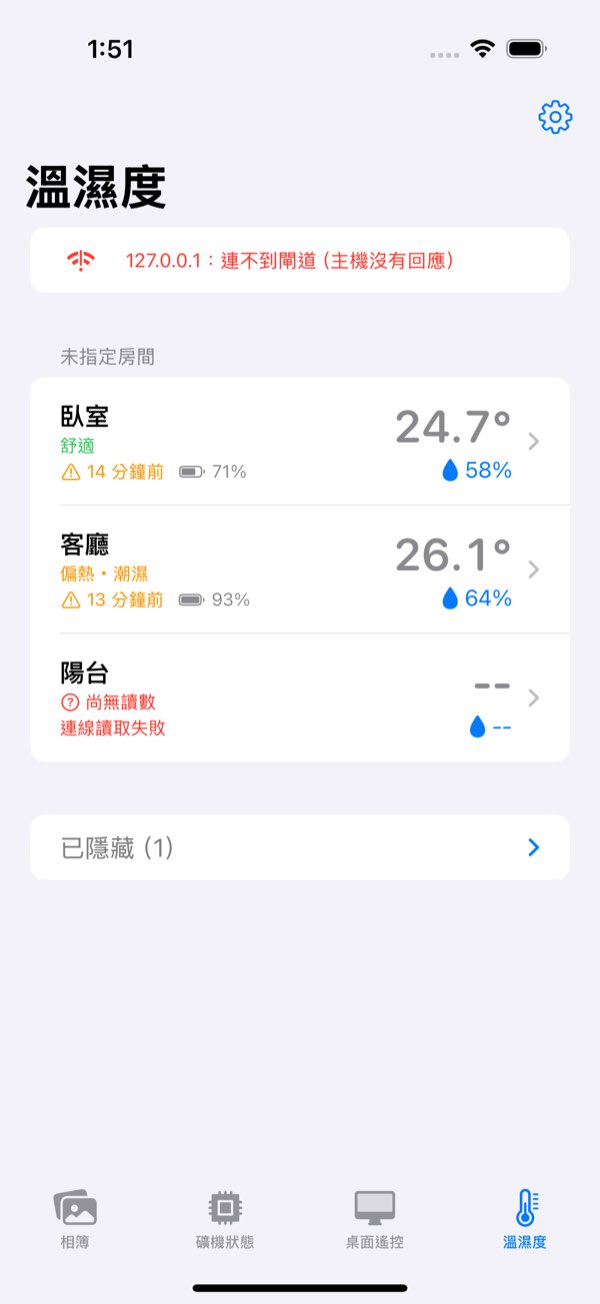 1:51
溫濕度
127.0.0.1：連不到閘道（主機沒有回應）
未指定房間
臥室
24.7°
舒適
14 分鐘前 71%
58%
客廳
26.1°
偏熱・潮濕
13 分鐘前 93%
64%
陽台
--
尚無讀數
連線讀取失敗
--
已隱藏 (1)
相簿 礦機狀態 桌面遙控 溫濕度